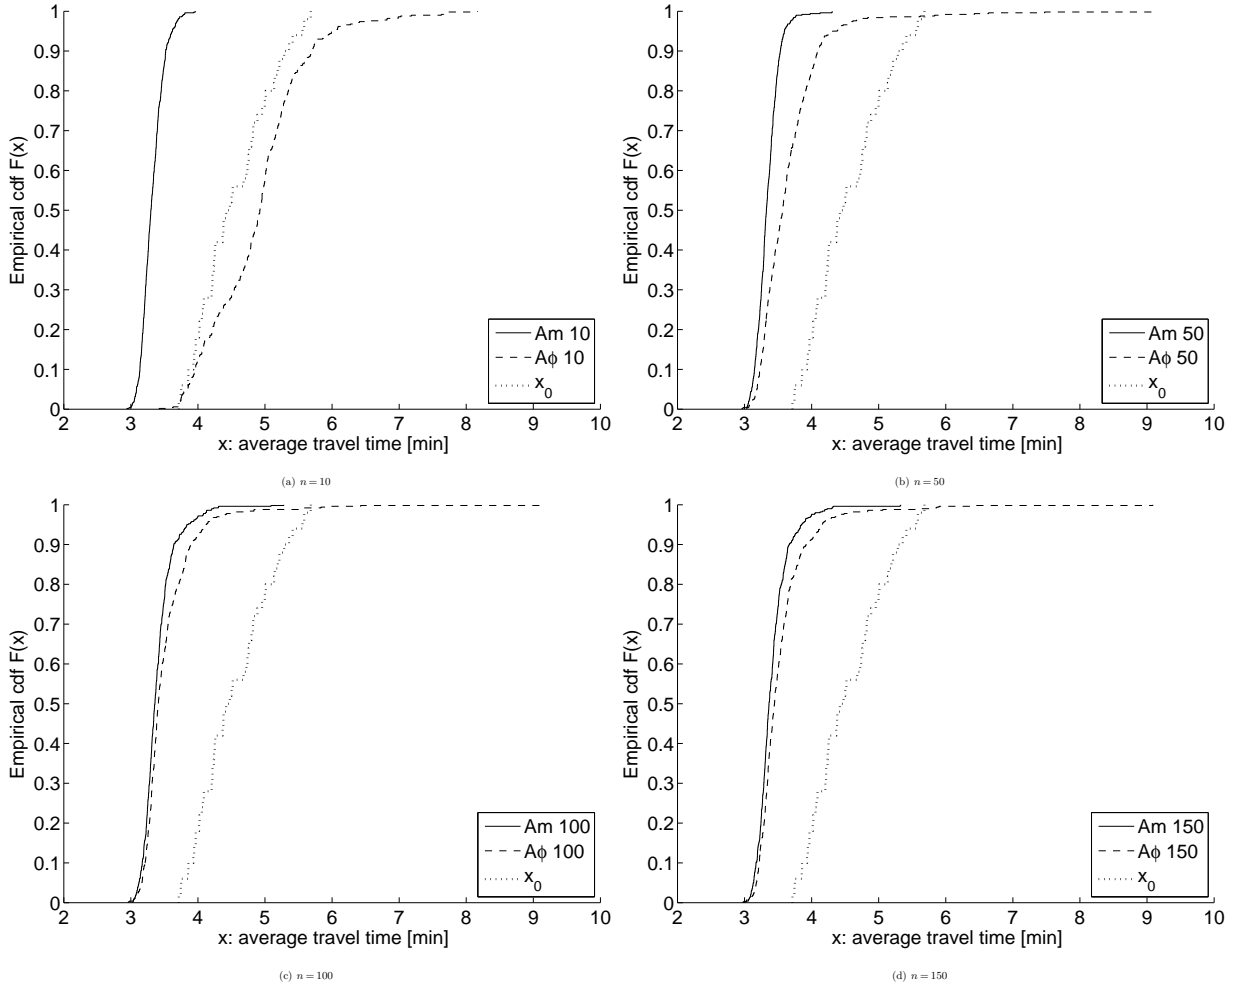 1
0.9
0.8
0.7
0.6
0.5
0.4
0.3
0.2
0.1
0
Empirical cdf F(x)
2 3 4 5 6 7 8 9 10
x: average travel time [min]
Am 10
Aϕ 10
x0
(a) n = 10
1
0.9
0.8
0.7
0.6
0.5
0.4
0.3
0.2
0.1
0
Empirical cdf F(x)
2 3 4 5 6 7 8 9 10
x: average travel time [min]
Am 50
Aϕ 50
x0
(b) n = 50
1
0.9
0.8
0.7
0.6
0.5
0.4
0.3
0.2
0.1
0
Empirical cdf F(x)
2 3 4 5 6 7 8 9 10
x: average travel time [min]
Am 100
Aϕ 100
x0
(c) n = 100
1
0.9
0.8
0.7
0.6
0.5
0.4
0.3
0.2
0.1
0
Empirical cdf F(x)
2 3 4 5 6 7 8 9 10
x: average travel time [min]
Am 150
Aϕ 150
x0
(d) n = 150